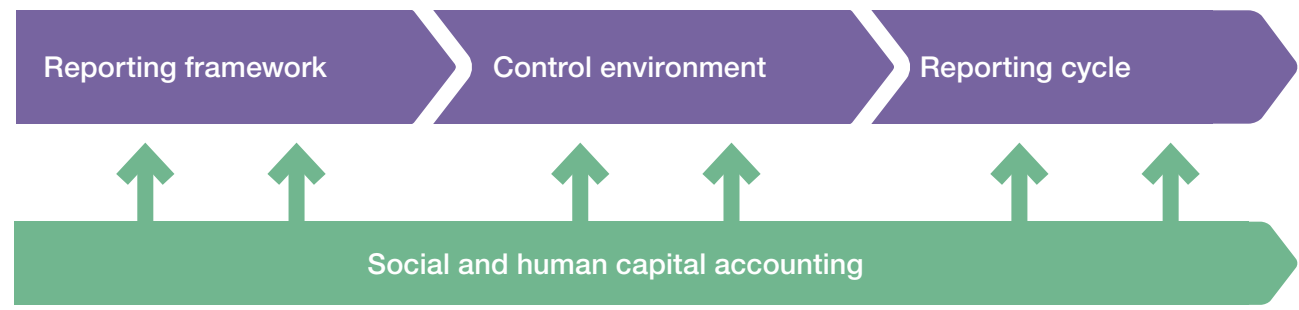 Reporting framework
Control environment
Reporting cycle
Social and human capital accounting